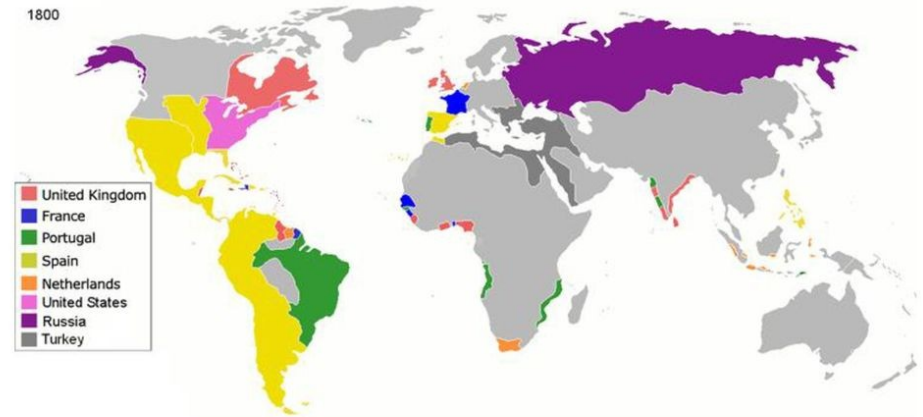 1800
United Kingdom
France
Portugal
Spain
Netherlands
United States
Russia
Turkey